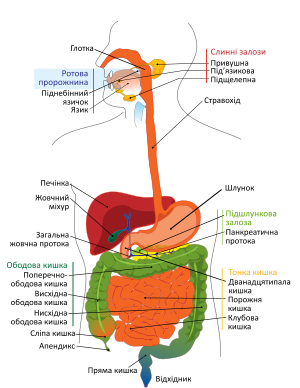 Глотка
Слинні залози
Привушна
Під'язикова
Підщелепна
Ротова
порожнина
Піднебінний
язичок
Язик
Стравохід
Печінка
Жовчний
міхур
Загальна
жовчна протока
Шлунок
Підшлункова
залоза
Панкреатична
протока
Ободова кишка
Поперечно-
ободова кишка
Висхідна
ободова кишка
Нисхідна
ободова кишка
Сліпа кишка
Апендикс
Тонка кишка
Дванадцятипала
кишка
Порожня
кишка
Клубова
кишка
Пряма кишка
Відхідник